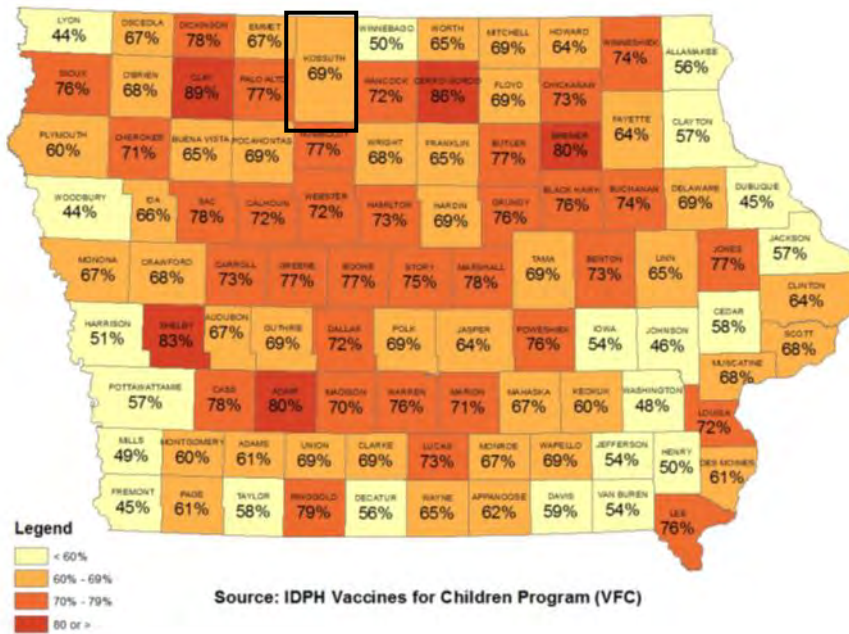 LYON OSCEOLA DICKINSON EMMET WINNEBAGO WORTH MITCHELL HOWARD WINNESHIEK ALLAMAKEE
44% 67% 78% 67% 50% 65% 69% 64% 74% 56%
KOSSUTH
69%
SIOUX O'BRIEN CLAY PALO ALTO HANCOCK CERRO GORDO FLOYD CHICKASAW
76% 68% 89% 77% 72% 86% 69% 73%
FAYETTE CLAYTON
64% 57%
PLYMOUTH CHEROKEE BUENA VISTA POCAHONTAS HUMBOLDT WRIGHT FRANKLIN BUTLER BREMER
60% 71% 65% 69% 77% 68% 65% 77% 80%
WOODBURY IDA SAC CALHOUN WEBSTER HAMILTON HARDIN GRUNDY BLACK HAWK BUCHANAN DELAWARE DUBUQUE
44% 66% 78% 72% 72% 73% 69% 76% 76% 74% 69% 45%
MONONA CRAWFORD CARROLL GREENE BOONE STORY MARSHALL TAMA BENTON LINN JONES JACKSON
67% 68% 73% 77% 77% 75% 78% 69% 73% 65% 77% 57%
CLINTON
64%
HARRISON SHELBY AUDUBON GUTHRIE DALLAS POLK JASPER POWESHIEK IOWA JOHNSON CEDAR SCOTT
51% 83% 67% 69% 72% 69% 64% 76% 54% 46% 58% 68%
MUSCATINE
68%
POTTAWATTAMIE CASS ADAIR MADISON WARREN MARION MAHASKA KEOKUK WASHINGTON LOUISA
57% 78% 80% 70% 76% 71% 67% 60% 48% 72%
MILLS MONTGOMERY ADAMS UNION CLARKE LUCAS MONROE WAPELLO JEFFERSON HENRY DES MOINES
49% 60% 61% 69% 69% 73% 67% 69% 54% 50% 61%
FREMONT PAGE TAYLOR RINGGOLD DECATUR WAYNE APPANOOSE DAVIS VAN BUREN LEE
45% 61% 58% 79% 56% 65% 62% 59% 54% 76%
Legend
< 60%
60% - 69%
70% - 79%
80 or >
Source: IDPH Vaccines for Children Program (VFC)